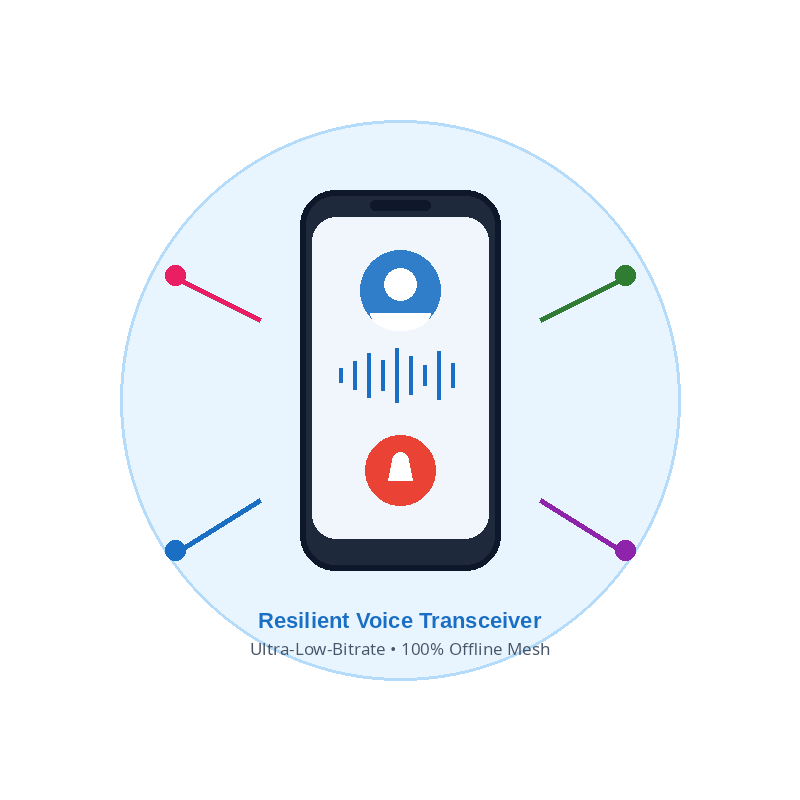 Resilient Voice Transceiver
Ultra-Low-Bitrate • 100% Offline Mesh